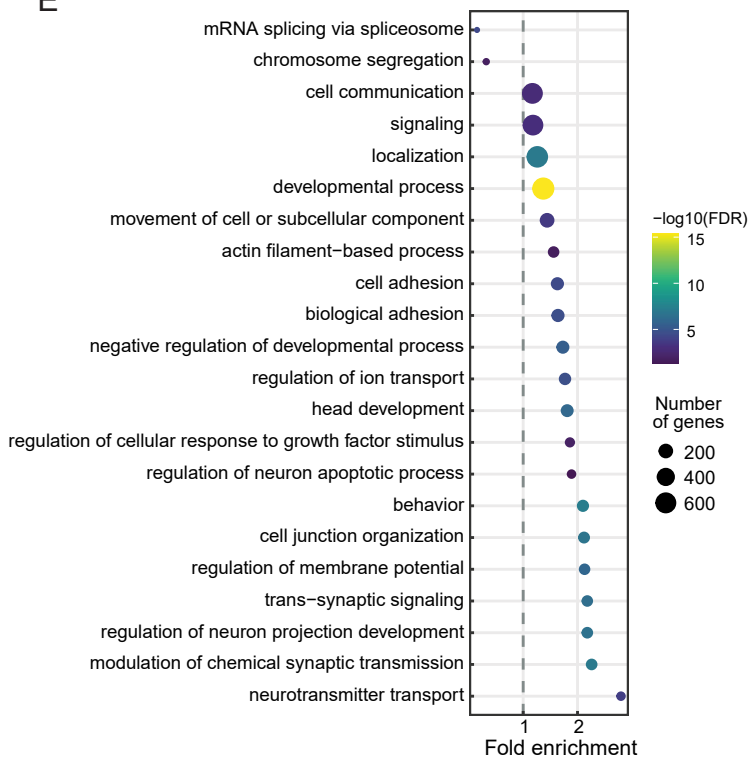 E
mRNA splicing via spliceosome
chromosome segregation
cell communication
signaling
localization
developmental process
movement of cell or subcellular component
actin filament−based process
cell adhesion
biological adhesion
negative regulation of developmental process
regulation of ion transport
head development
regulation of cellular response to growth factor stimulus
regulation of neuron apoptotic process
behavior
cell junction organization
regulation of membrane potential
trans−synaptic signaling
regulation of neuron projection development
modulation of chemical synaptic transmission
neurotransmitter transport
1 2
Fold enrichment
−log10(FDR)
15
10
5
Number
of genes
200
400
600